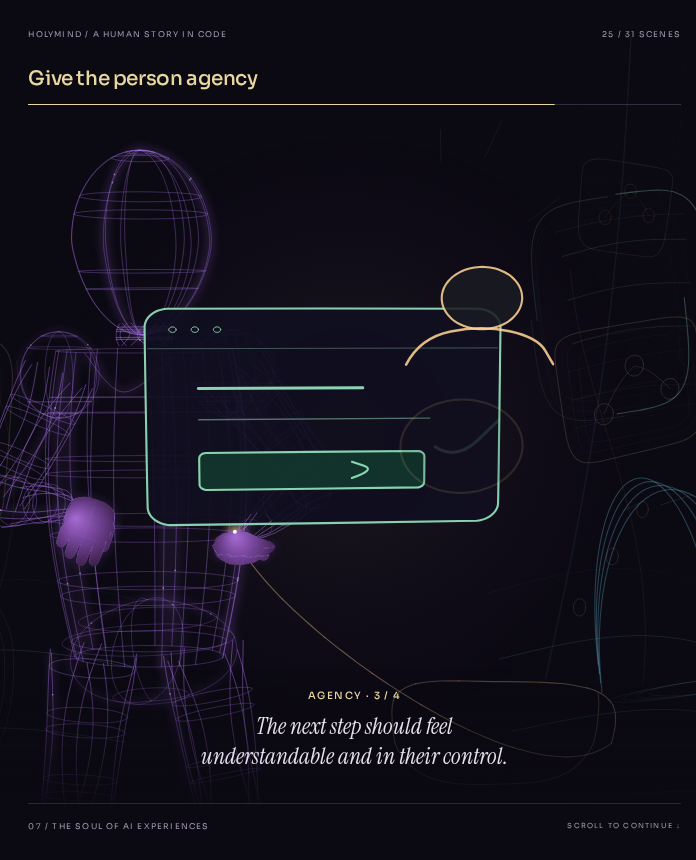 HOLYMIND / A HUMAN STORY IN CODE
25 / 31 SCENES
Give the person agency
AGENCY · 3 / 4
The next step should feel
understandable and in their control.
07 / THE SOUL OF AI EXPERIENCES
SCROLL TO CONTINUE ↓